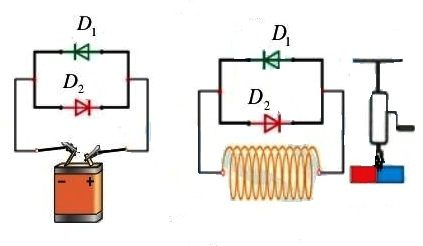 D₁
D₂
- +
D₁
D₂